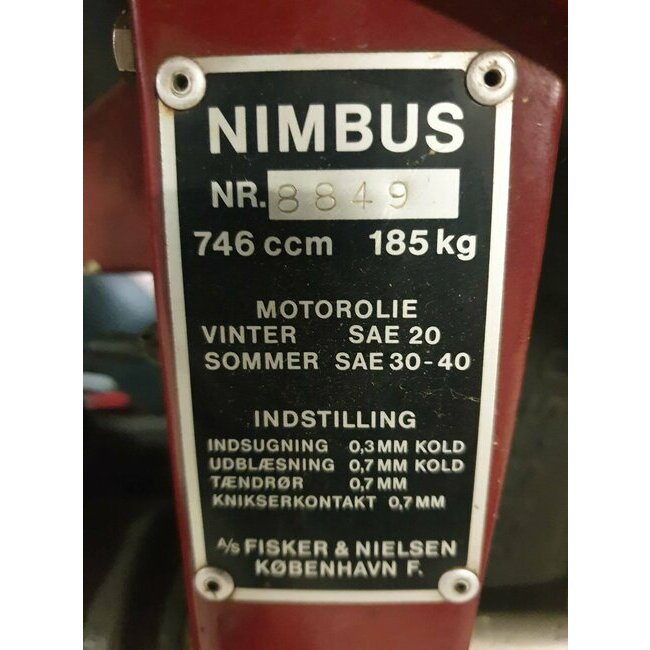 NIMBUS
NR. 8849
746 ccm 185 kg
MOTOROLIE
VINTER SAE 20
SOMMER SAE 30-40
INDSTILLING
INDSUGNING 0,3 MM KOLD
UDBLÆSNING 0,7 MM KOLD
TÆNDRØR 0,7 MM
KNIKSERKONTAKT 0,7 MM
A/S FISKER & NIELSEN
KØBENHAVN F.